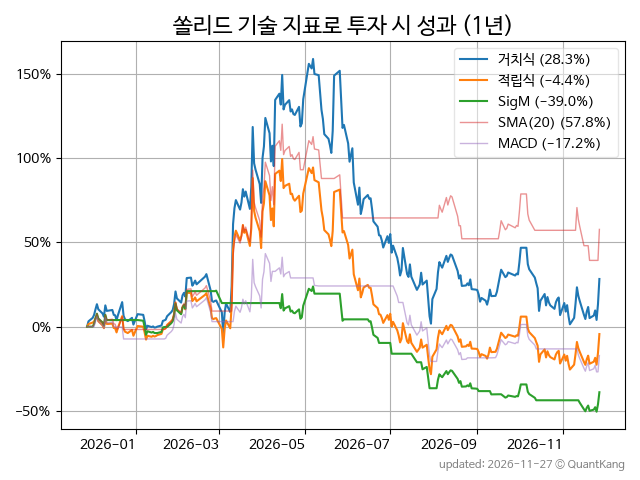 쏠리드 기술 지표로 투자 시 성과 (1년)
거치식 (28.3%)
적립식 (−4.4%)
SigM (−39.0%)
SMA(20) (57.8%)
MACD (−17.2%)
150%
100%
50%
0%
−50%
2026-01 2026-03 2026-05 2026-07 2026-09 2026-11
updated: 2026-11-27 © QuantKang